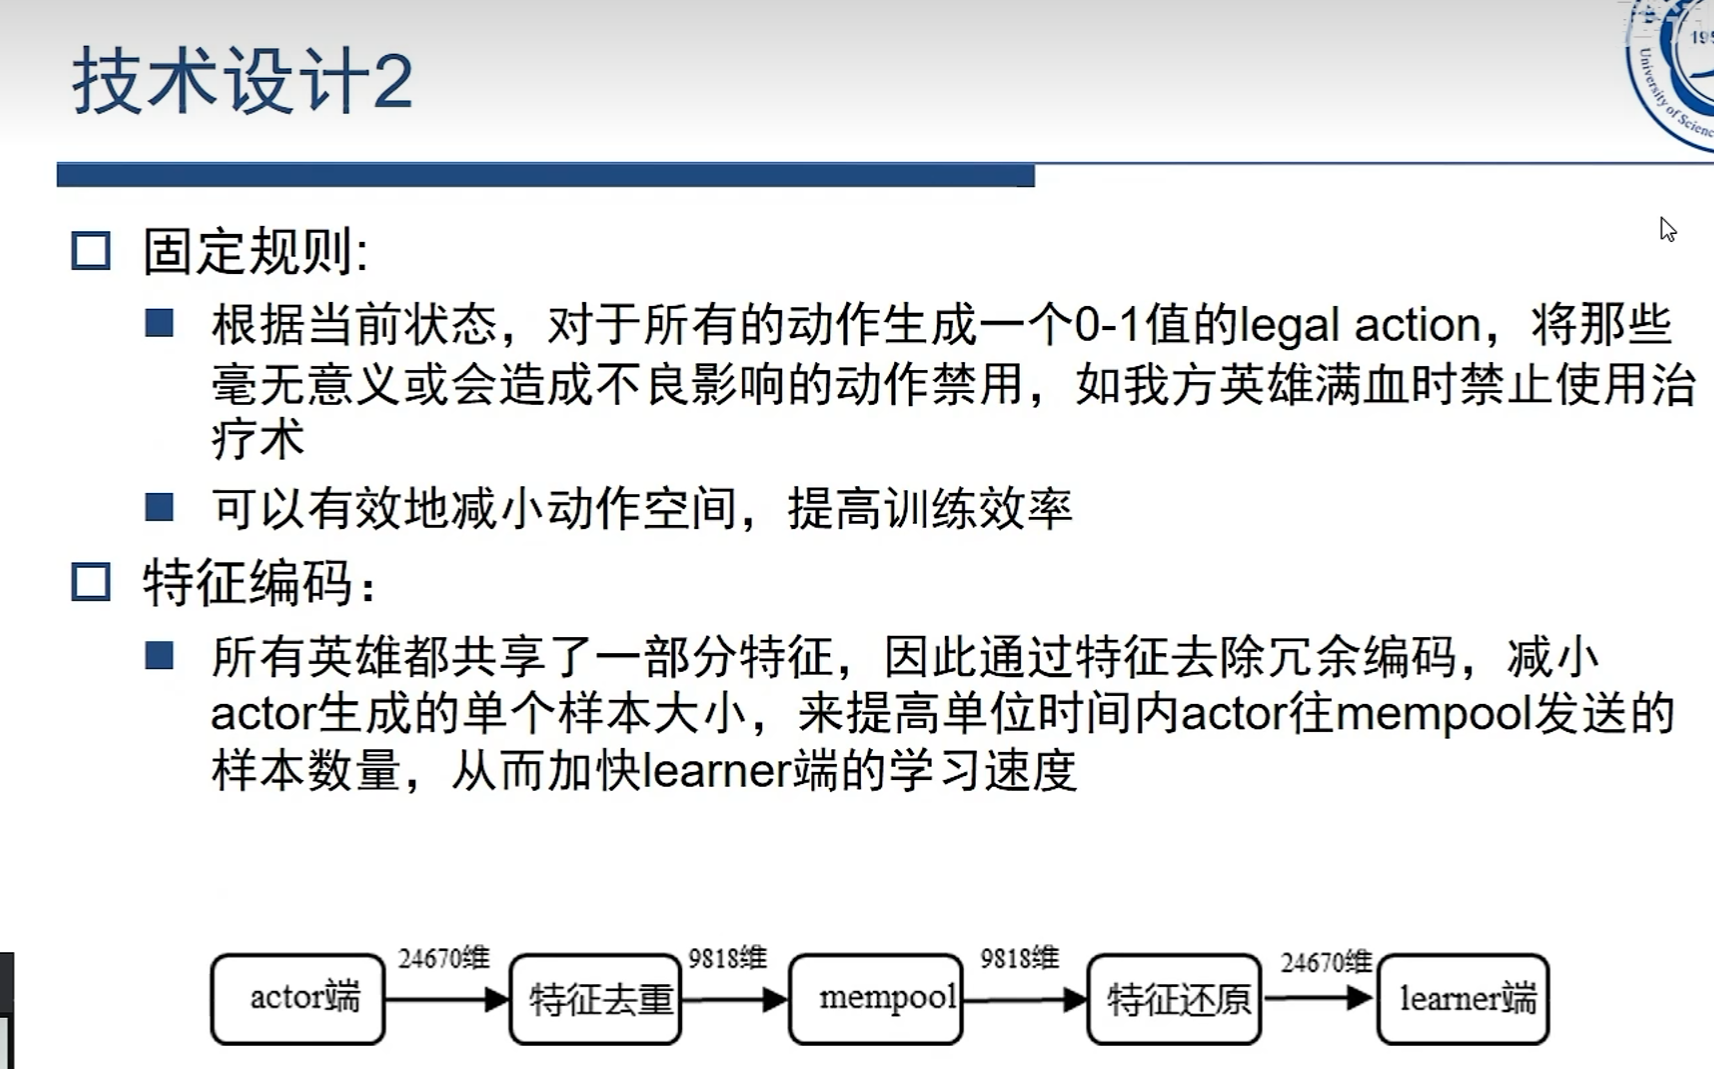 技术设计2
固定规则:
根据当前状态，对于所有的动作生成一个0-1值的legal action，将那些
毫无意义或会造成不良影响的动作禁用，如我方英雄满血时禁止使用治
疗术
可以有效地减小动作空间，提高训练效率
特征编码：
所有英雄都共享了一部分特征，因此通过特征去除冗余编码，减小
actor生成的单个样本大小，来提高单位时间内actor往mempool发送的
样本数量，从而加快learner端的学习速度
24670维 9818维 9818维 24670维
actor端 特征去重 mempool 特征还原 learner端
University of Scienc